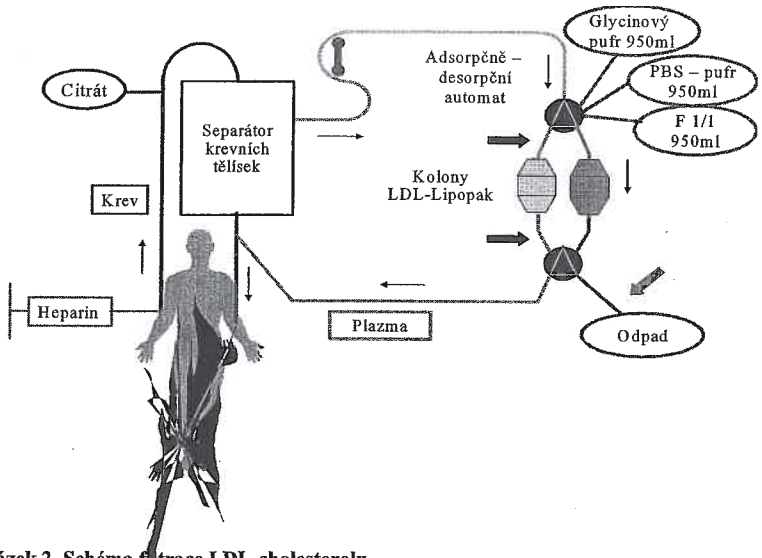 Glycinový
pufr 950ml
PBS – pufr
950ml
F 1/1
950ml
Adsorpčně –
desorpční
automat
Citrát
Separátor
krevních
tělísek
Krev
Kolony
LDL-Lipopak
Heparin
Plazma
Odpad
2. Schéma LDL-cholesterolu